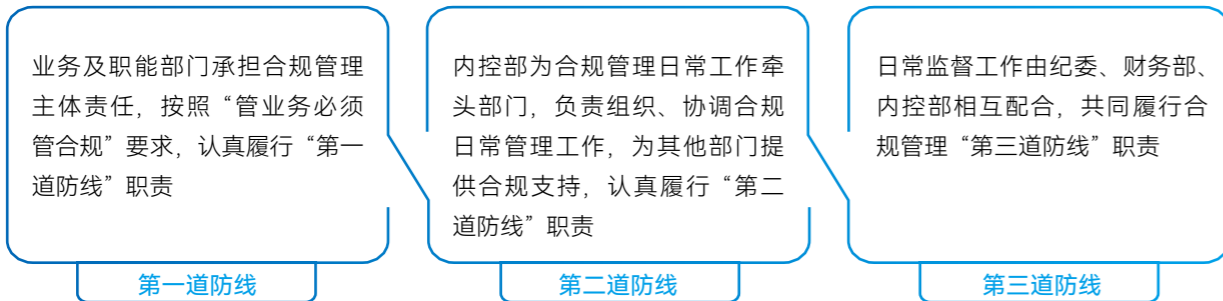 业务及职能部门承担合规管理
主体责任，按照“管业务必须
管合规”要求，认真履行“第一
道防线”职责
第一道防线
内控部为合规管理日常工作牵
头部门，负责组织、协调合规
日常管理工作，为其他部门提
供合规支持，认真履行“第二
道防线”职责
第二道防线
日常监督工作由纪委、财务部、
内控部相互配合，共同履行合
规管理“第三道防线”职责
第三道防线